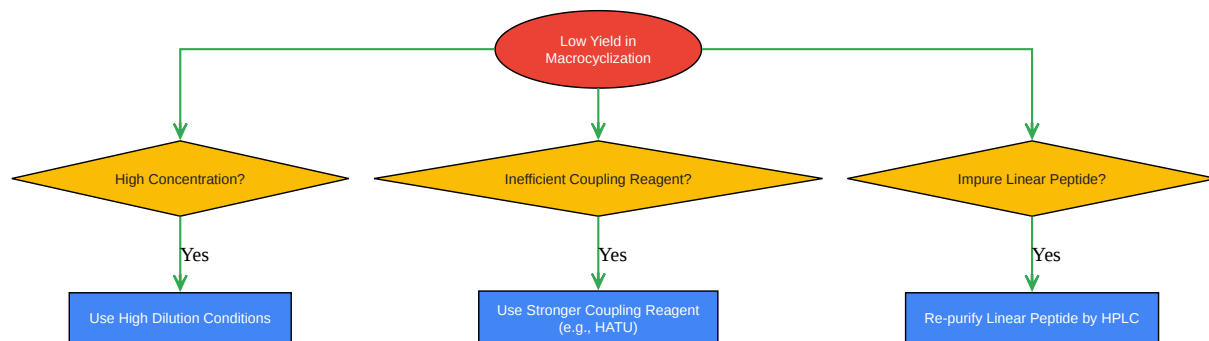 Low Yield in
Macrocyclization
High Concentration?
Inefficient Coupling Reagent?
Impure Linear Peptide?
Yes
Yes
Yes
Use High Dilution Conditions
Use Stronger Coupling Reagent
(e.g., HATU)
Re-purify Linear Peptide by HPLC